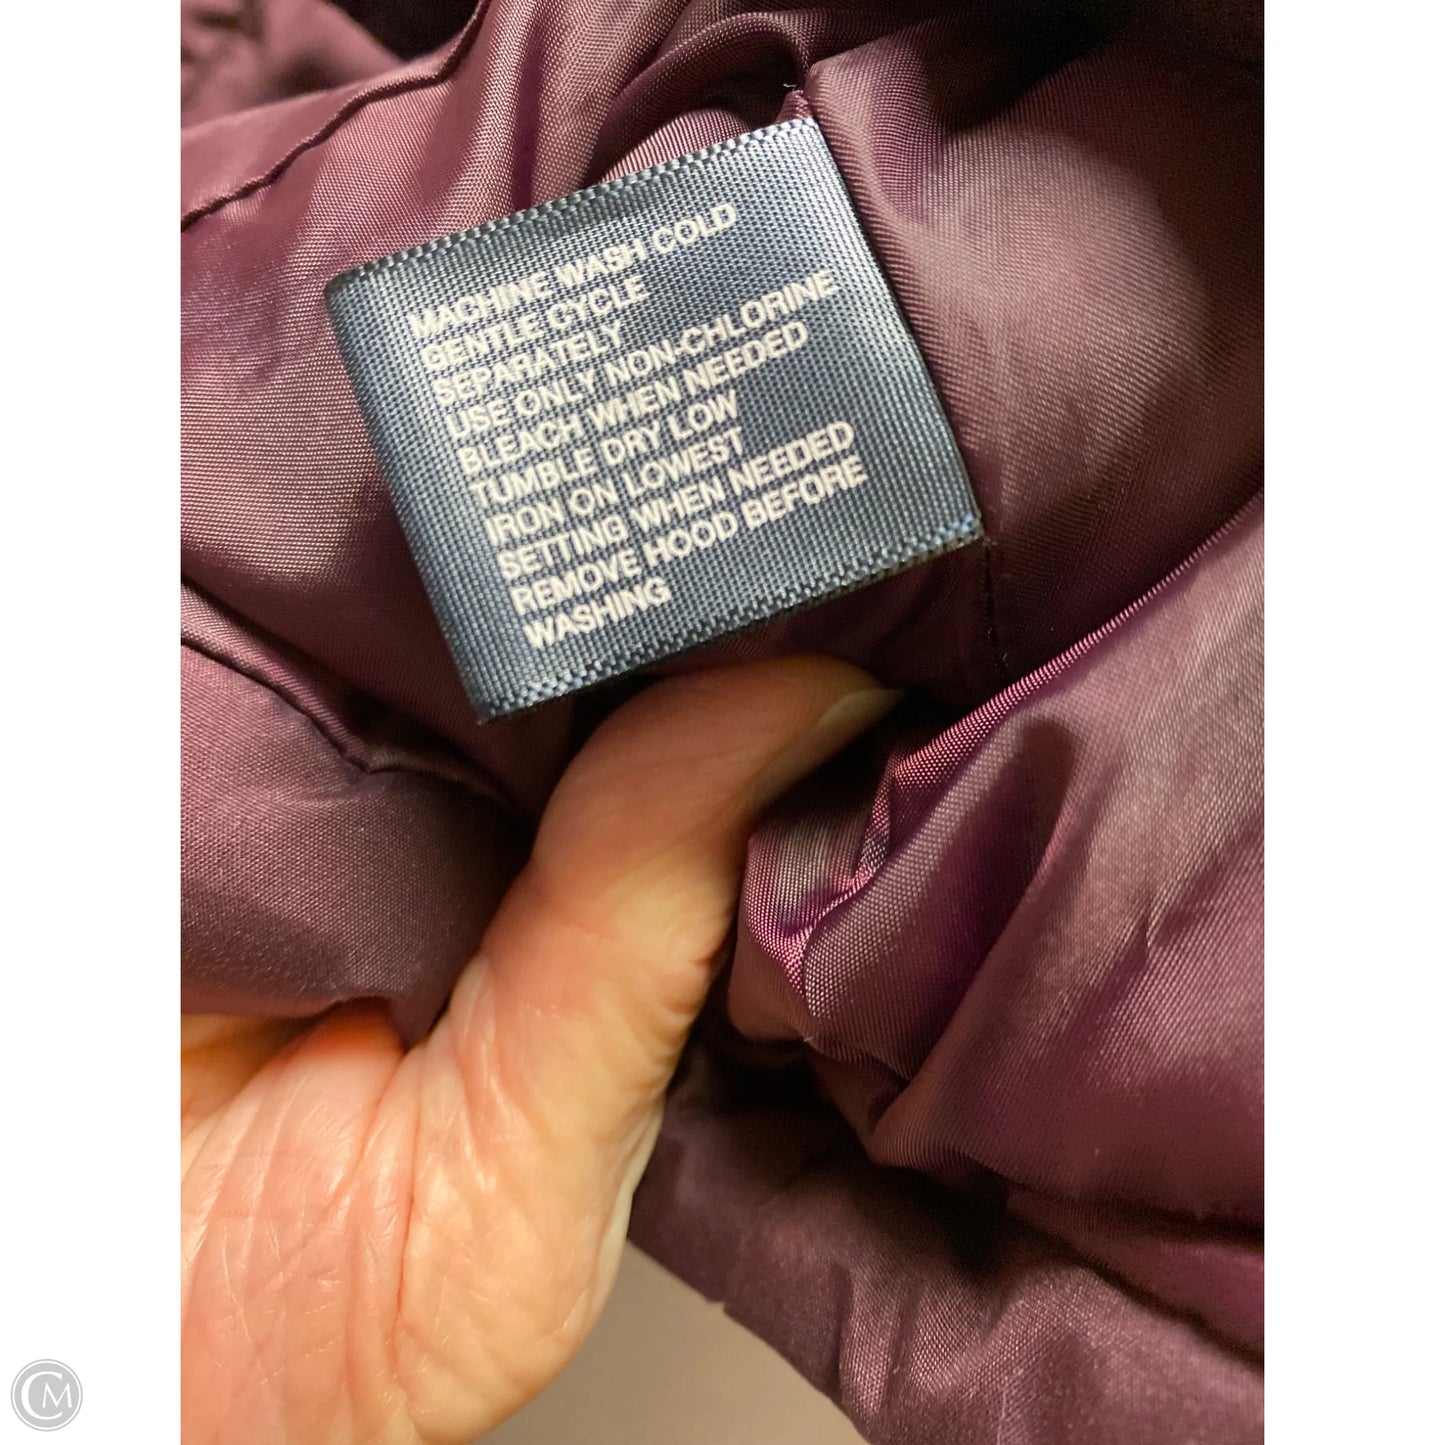 MACHINE WASH COLD
GENTLE CYCLE
SEPARATELY
USE ONLY NON-CHLORINE
BLEACH WHEN NEEDED
TUMBLE DRY LOW
IRON ON LOWEST
SETTING WHEN NEEDED
REMOVE HOOD BEFORE
WASHING
CM